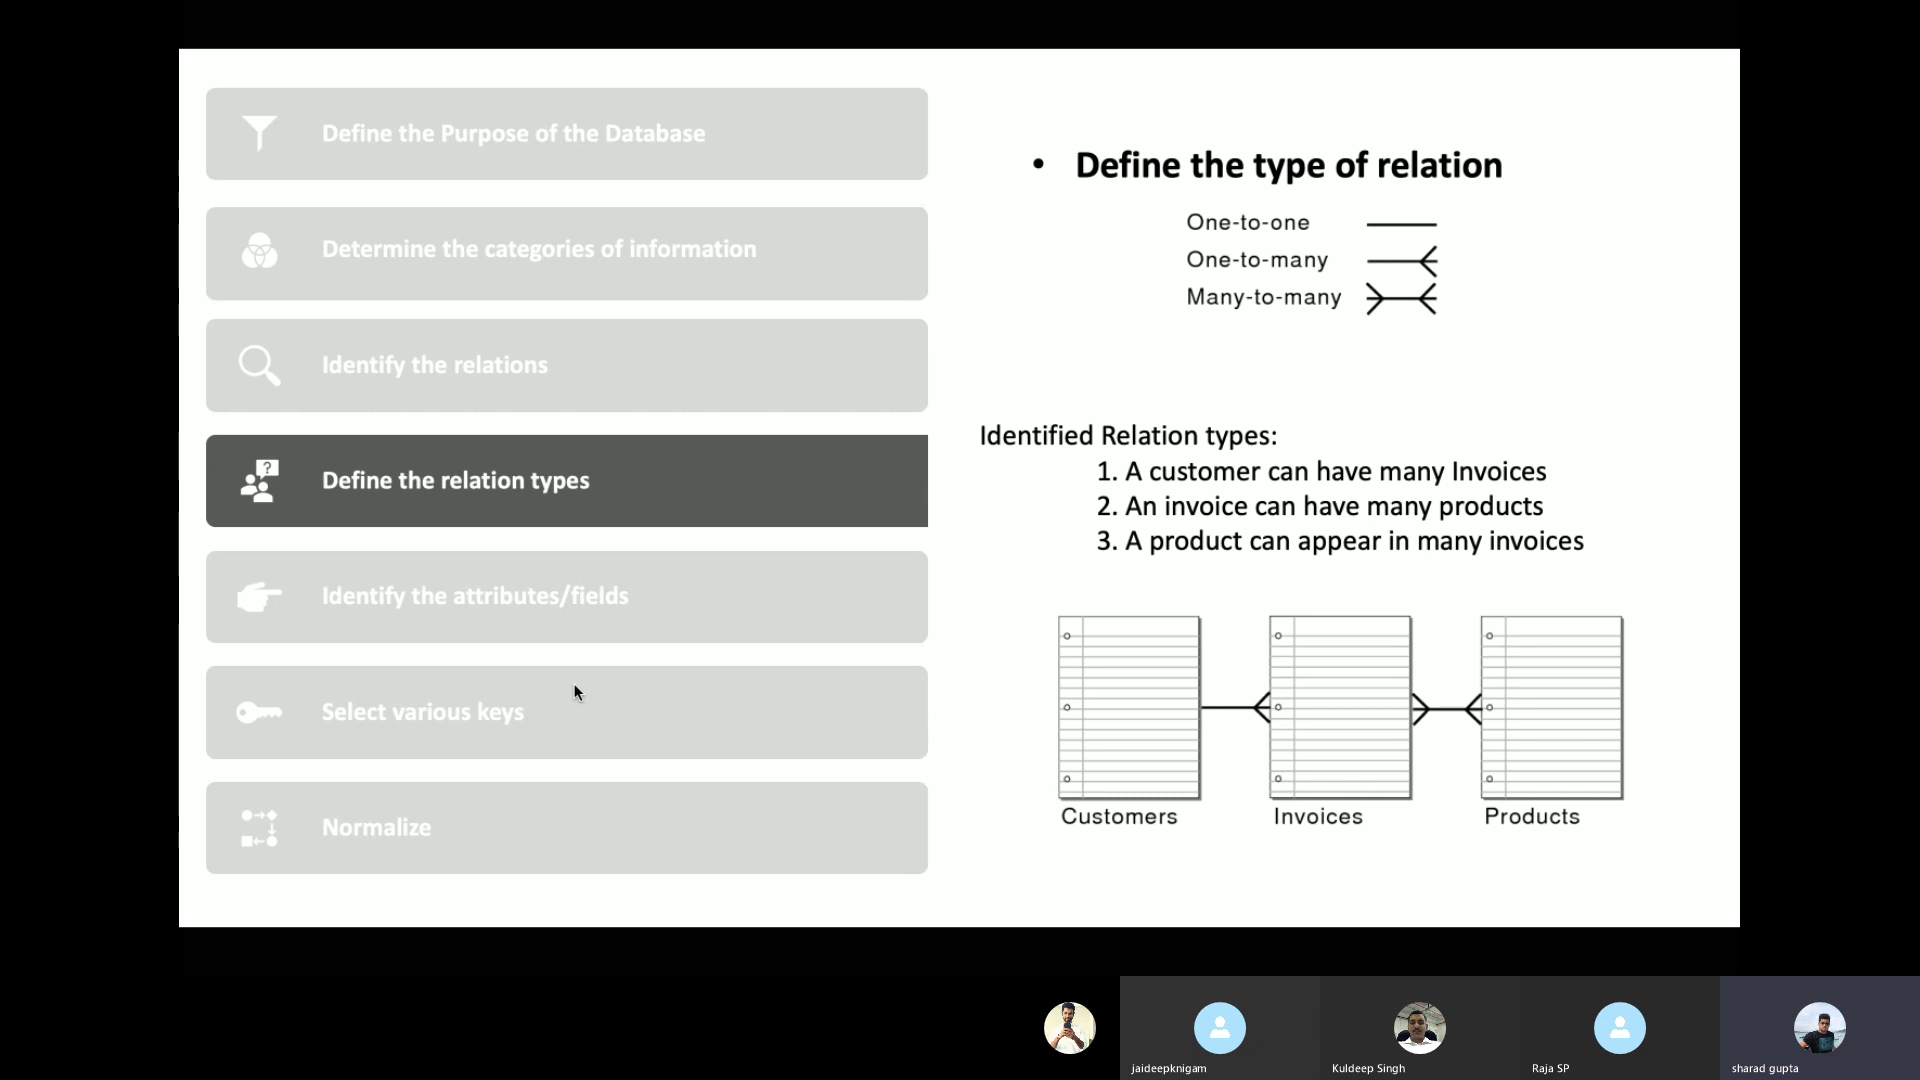 Define the Purpose of the Database
Determine the categories of information
Identify the relations
Define the relation types
Identify the attributes/fields
Select various keys
Normalize
• Define the type of relation
One-to-one
One-to-many
Many-to-many
Identified Relation types:
1. A customer can have many Invoices
2. An invoice can have many products
3. A product can appear in many invoices
Customers
Invoices
Products
?
jaideepknigam
Kuldeep Singh
Raja SP
sharad gupta